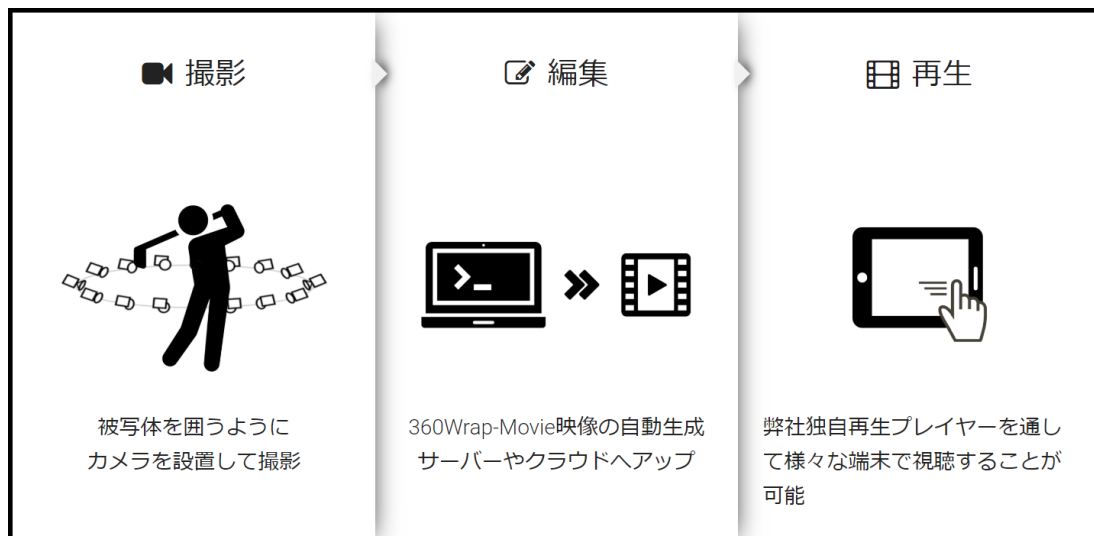 撮影
被写体を囲うように
カメラを設置して撮影
編集
360Wrap-Movie映像の自動生成
サーバーやクラウドへアップ
再生
弊社独自再生プレイヤーを通し
て様々な端末で視聴することが
可能